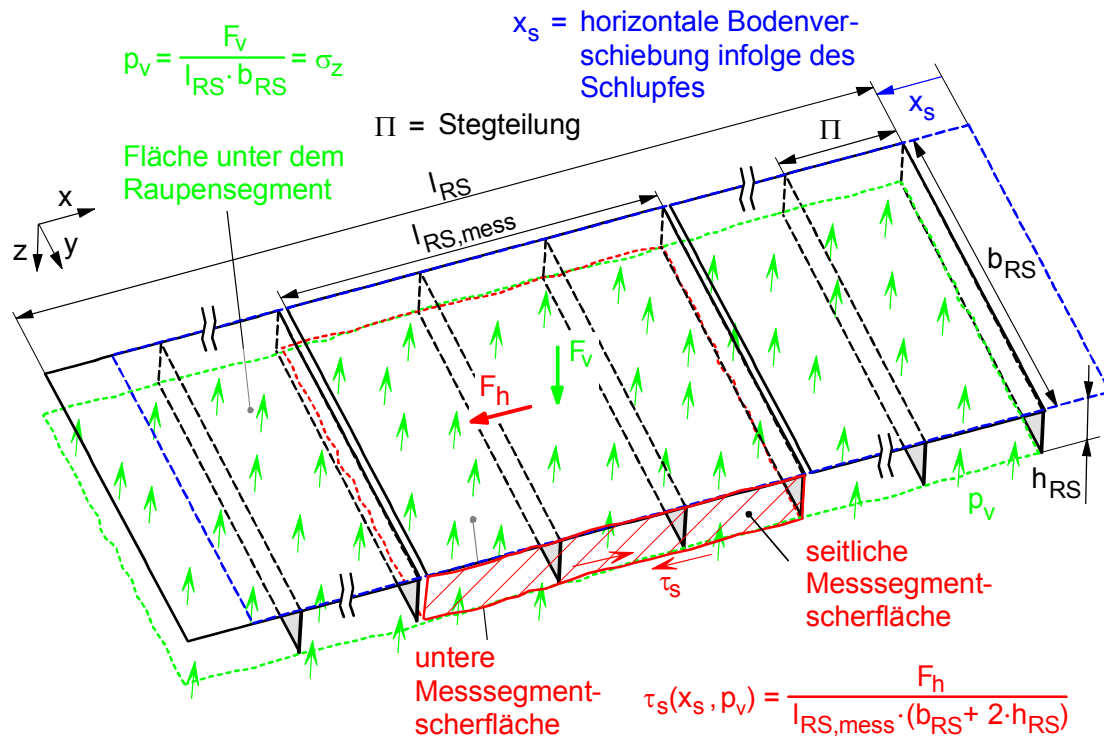 p_v = F_v / (l_RS · b_RS) = σ_z
x_s = horizontale Bodenver-
schiebung infolge des
Schlupfes
x_s
Π = Stegteilung
Π
Fläche unter dem
Raupensegment
l_RS
l_RS,mess
x
z
y
b_RS
F_v
F_h
h_RS
p_v
τ_s
seitliche
Messsegment-
scherfläche
untere
Messsegment-
scherfläche
τ_s(x_s, p_v) = F_h / (l_RS,mess · (b_RS + 2 · h_RS))